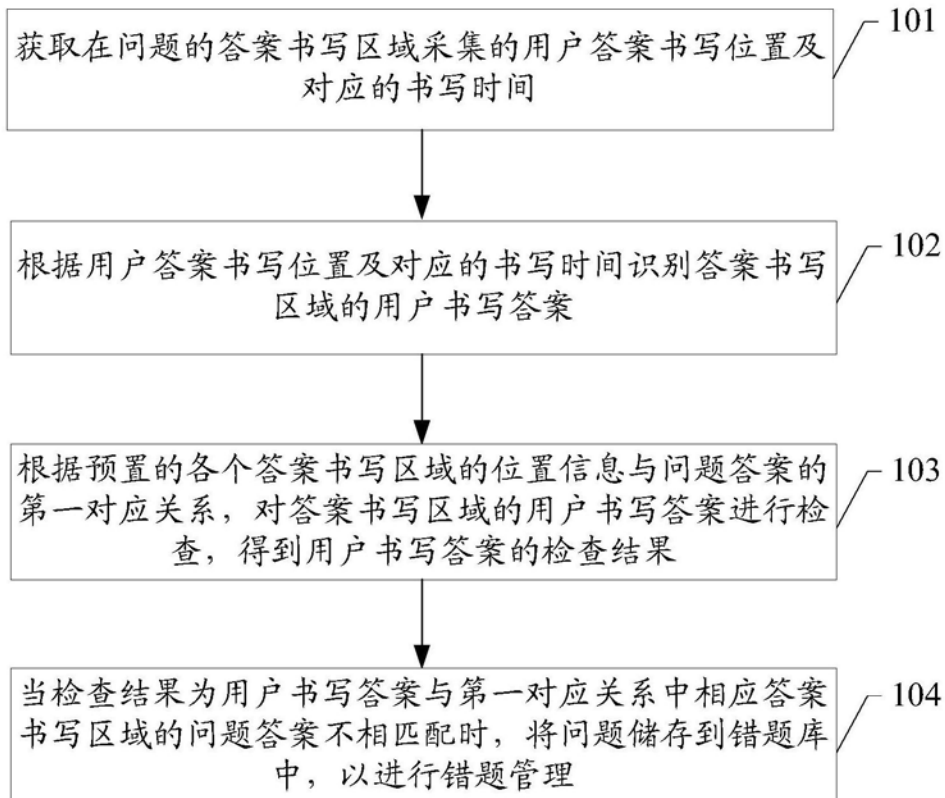 获取在问题的答案书写区域采集的用户答案书写位置及
对应的书写时间
101
根据用户答案书写位置及对应的书写时间识别答案书写
区域的用户书写答案
102
根据预置的各个答案书写区域的位置信息与问题答案的
第一对应关系，对答案书写区域的用户书写答案进行检
查，得到用户书写答案的检查结果
103
当检查结果为用户书写答案与第一对应关系中相应答案
书写区域的问题答案不相匹配时，将问题储存到错题库
中，以进行错题管理
104